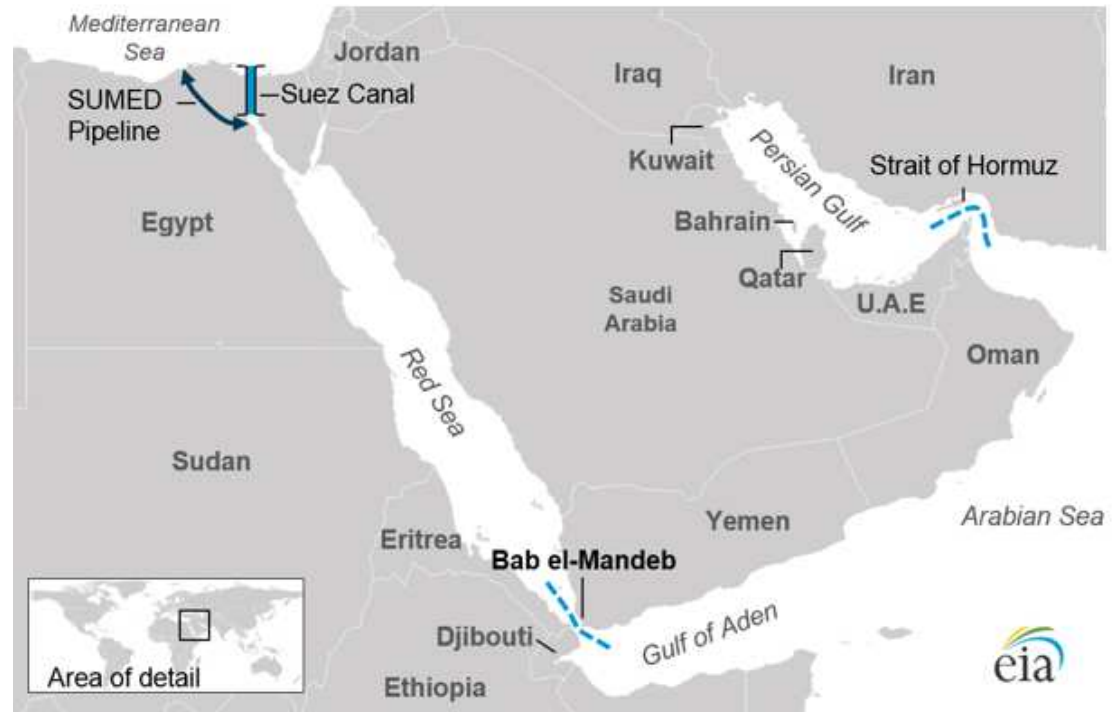 Mediterranean
Sea
Jordan
Iraq
Iran
SUMED
Pipeline
Suez Canal
Kuwait
Persian Gulf
Strait of Hormuz
Egypt
Bahrain
Qatar
Saudi
Arabia
U.A.E
Oman
Red Sea
Sudan
Yemen
Arabian Sea
Eritrea
Bab el-Mandeb
Djibouti
Gulf of Aden
Ethiopia
Area of detail
eia